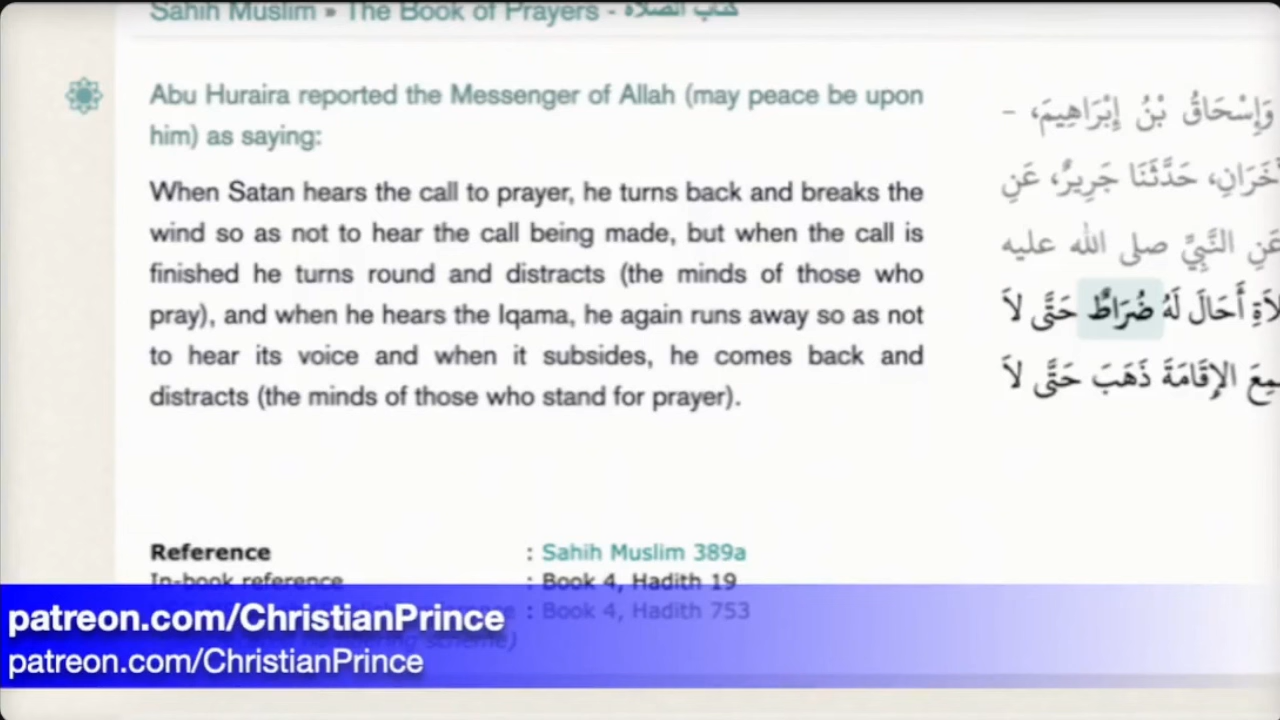 Sahih Muslim » The Book of Prayers - كتاب الصلاة
Abu Huraira reported the Messenger of Allah (may peace be upon
him) as saying:
When Satan hears the call to prayer, he turns back and breaks the
wind so as not to hear the call being made, but when the call is
finished he turns round and distracts (the minds of those who
pray), and when he hears the Iqama, he again runs away so as not
to hear its voice and when it subsides, he comes back and
distracts (the minds of those who stand for prayer).
وَإِسْحَاقُ بْنُ إِبْرَاهِيمَ، -
جَرِيرٌ، عَنِ حَدَّثَنَا
عَنِ النَّبِيِّ صلى الله عليه
أَحَالَ لَهُ ضُرَاطٌ حَتَّى لاَ
الإِقَامَةَ ذَهَبَ حَتَّى لاَ
Reference : Sahih Muslim 389a
In-book reference : Book 4, Hadith 19
: Book 4, Hadith 753
patreon.com/ChristianPrince
patreon.com/ChristianPrince